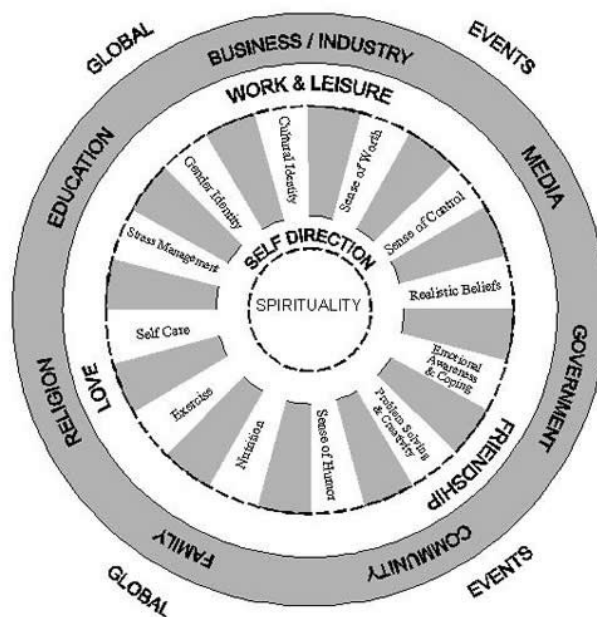 GLOBAL
EVENTS
BUSINESS / INDUSTRY
MEDIA
GOVERNMENT
COMMUNITY
FAMILY
RELIGION
EDUCATION
WORK & LEISURE
FRIENDSHIP
LOVE
Cultural Identity
Sense of Worth
Sense of Control
Realistic Beliefs
Emotional
Awareness
& Coping
Problem Solving
& Creativity
Sense of Humor
Nutrition
Exercise
Self Care
Stress Management
Gender Identity
SELF DIRECTION
SPIRITUALITY
GLOBAL
EVENTS